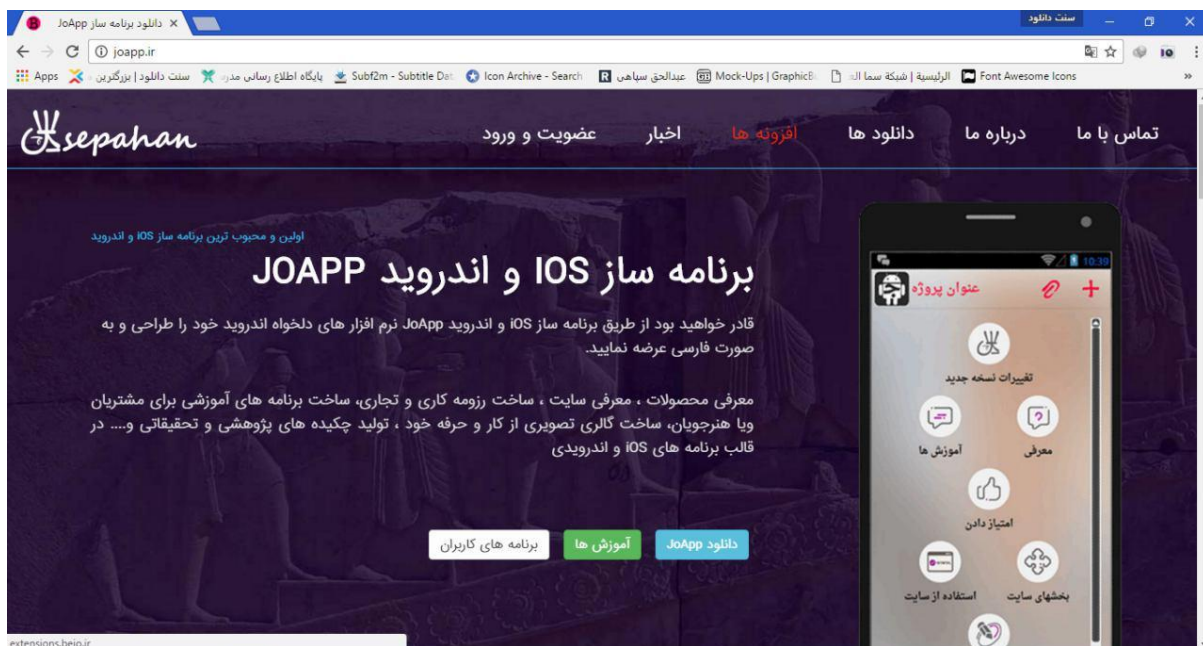 دانلود برنامه ساز JoApp
سنت دانلود
joapp.ir
Apps
سنت دانلود | بزرگترین
پایگاه اطلاع رسانی مدر
Subf2m - Subtitle Dat
Icon Archive - Search
عبدالحق سپاهی
Mock-Ups | GraphicB
الرئيسية | شبكة سما ال
Font Awesome Icons
sepahan
تماس با ما درباره ما دانلود ها افزونه ها اخبار عضویت و ورود
اولین و محبوب ترین برنامه ساز iOS و اندروید
برنامه ساز IOS و اندروید JOAPP
قادر خواهید بود از طریق برنامه ساز iOS و اندروید JoApp نرم افزار های دلخواه اندروید خود را طراحی و به
صورت فارسی عرضه نمایید.
معرفی محصولات ، معرفی سایت ، ساخت رزومه کاری و تجاری، ساخت برنامه های آموزشی برای مشتریان
ویا هنرجویان، ساخت گالری تصویری از کار و حرفه خود ، تولید چکیده های پژوهشی و تحقیقاتی و.... در
قالب برنامه های iOS و اندرویدی
دانلود JoApp آموزش ها برنامه های کاربران
10:39
عنوان پروژه
تغییرات نسخه جدید
معرفی آموزش ها
امتیاز دادن
بخشهای سایت استفاده از سایت
extensions.bejo.ir